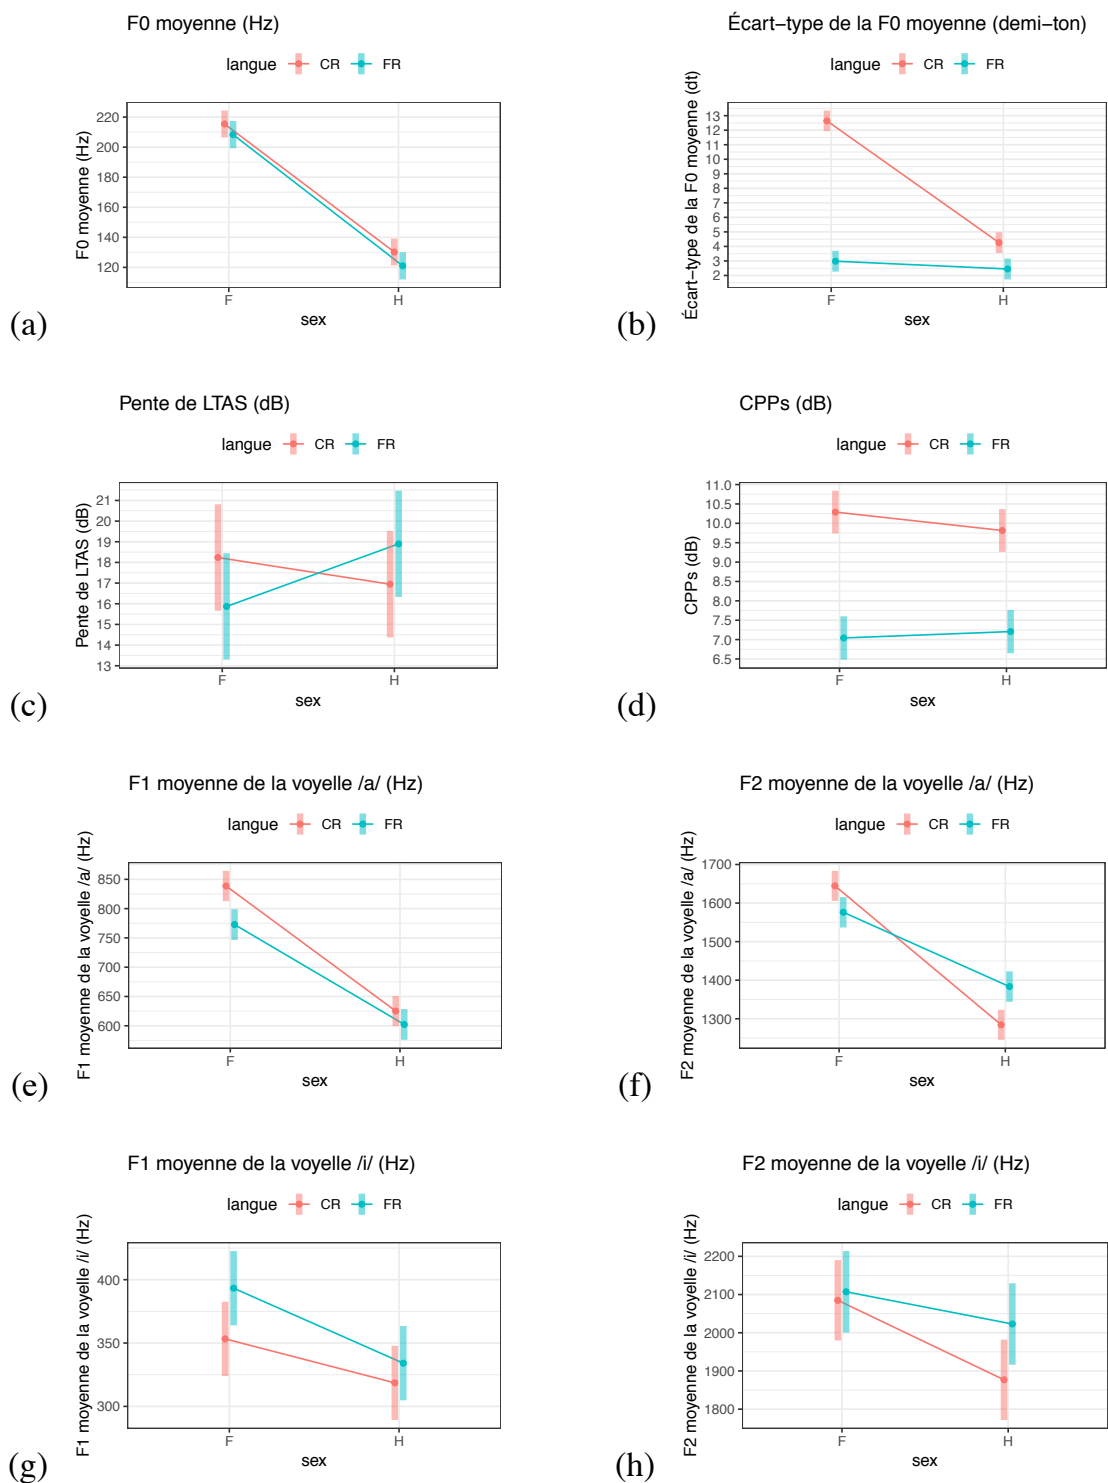 F0 moyenne (Hz)
langue CR FR
F0 moyenne (Hz)
220
200
180
160
140
120
F H
sex
(a)
Écart−type de la F0 moyenne (demi−ton)
langue CR FR
Écart−type de la F0 moyenne (dt)
13
12
11
10
9
8
7
6
5
4
3
2
F H
sex
(b)
Pente de LTAS (dB)
langue CR FR
Pente de LTAS (dB)
21
20
19
18
17
16
15
14
13
F H
sex
(c)
CPPs (dB)
langue CR FR
CPPs (dB)
11.0
10.5
10.0
9.5
9.0
8.5
8.0
7.5
7.0
6.5
F H
sex
(d)
F1 moyenne de la voyelle /a/ (Hz)
langue CR FR
F1 moyenne de la voyelle /a/ (Hz)
850
800
750
700
650
600
F H
sex
(e)
F2 moyenne de la voyelle /a/ (Hz)
langue CR FR
F2 moyenne de la voyelle /a/ (Hz)
1700
1600
1500
1400
1300
F H
sex
(f)
F1 moyenne de la voyelle /i/ (Hz)
langue CR FR
F1 moyenne de la voyelle /i/ (Hz)
400
350
300
F H
sex
(g)
F2 moyenne de la voyelle /i/ (Hz)
langue CR FR
F2 moyenne de la voyelle /i/ (Hz)
2200
2100
2000
1900
1800
F H
sex
(h)